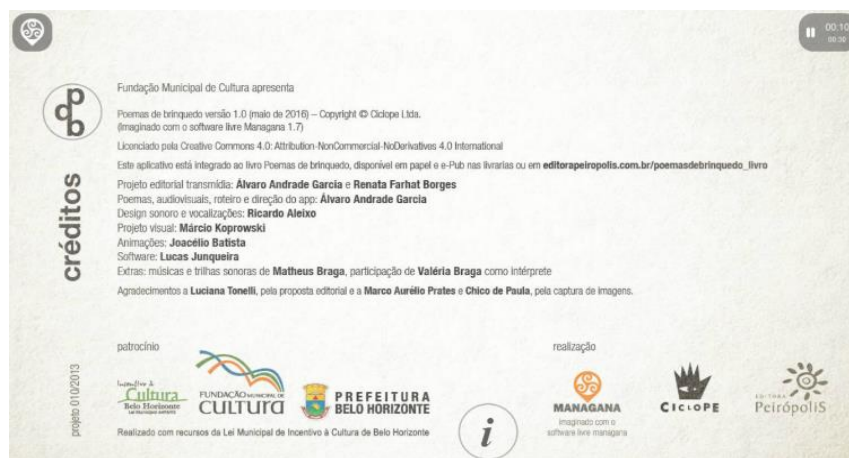 00:10
00:30
Fundação Municipal de Cultura apresenta
Poemas de brinquedo versão 1.0 (maio de 2016) – Copyright © Ciclope Ltda.
(Imaginado com o software livre Managana 1.7)
Licenciado pela Creative Commons 4.0: Attribution-NonCommercial-NoDerivatives 4.0 International
Este aplicativo está integrado ao livro Poemas de brinquedo, disponível em papel e e-Pub nas livrarias ou em editorapeiropolis.com.br/poemasdebrinquedo_livro
créditos
Projeto editorial transmídia: Álvaro Andrade Garcia e Renata Farhat Borges
Poemas, audiovisuais, roteiro e direção do app: Álvaro Andrade Garcia
Design sonoro e vocalizações: Ricardo Aleixo
Projeto visual: Márcio Koprowski
Animações: Joacélio Batista
Software: Lucas Junqueira
Extras: músicas e trilhas sonoras de Matheus Braga, participação de Valéria Braga como intérprete
Agradecimentos a Luciana Tonelli, pela proposta editorial e a Marco Aurélio Prates e Chico de Paula, pela captura de imagens.
projeto 010/2013
patrocínio
Incentivo à
Cultura
Belo Horizonte
FUNDAÇÃO MUNICIPAL DE
CULTURA
PREFEITURA
BELO HORIZONTE
Realizado com recursos da Lei Municipal de Incentivo à Cultura de Belo Horizonte
i
realização
MANAGANA
imaginado com o
software livre managana
CICLOPE
EDITORA
PeirópoliS